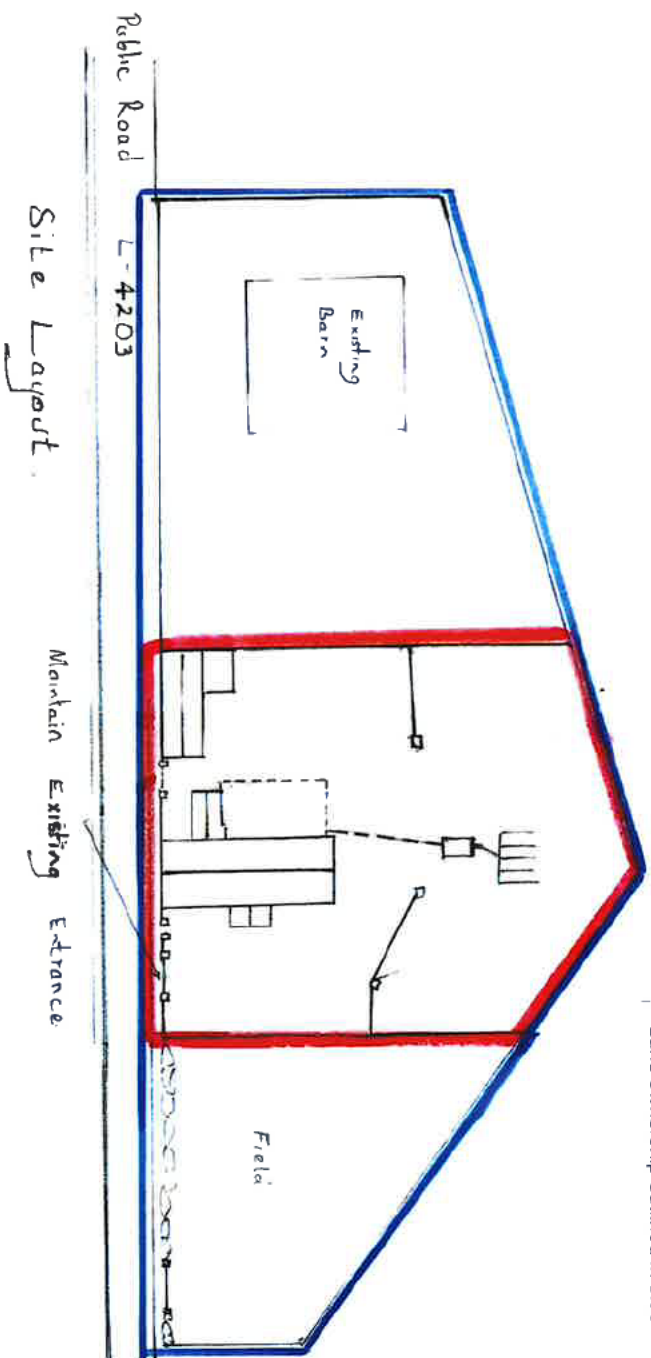 Public Road
L-4203
Site Layout.
Existing
Barn
Maintain Existing Entrance
Field